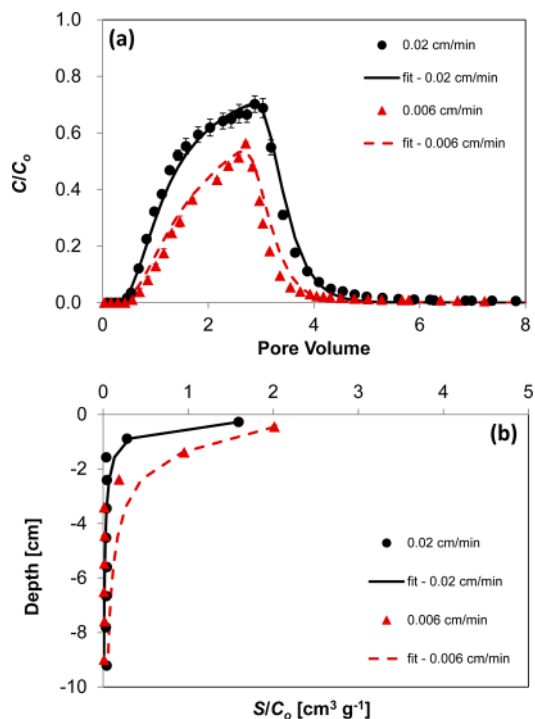 (a)
1.0
0.8
0.6
0.4
0.2
0.0
C/Co
0.02 cm/min
fit - 0.02 cm/min
0.006 cm/min
fit - 0.006 cm/min
0 2 4 6 8
Pore Volume
0 1 2 3 4 5
(b)
0
-2
-4
-6
-8
-10
Depth [cm]
0.02 cm/min
fit - 0.02 cm/min
0.006 cm/min
fit - 0.006 cm/min
S/Co [cm³ g⁻¹]